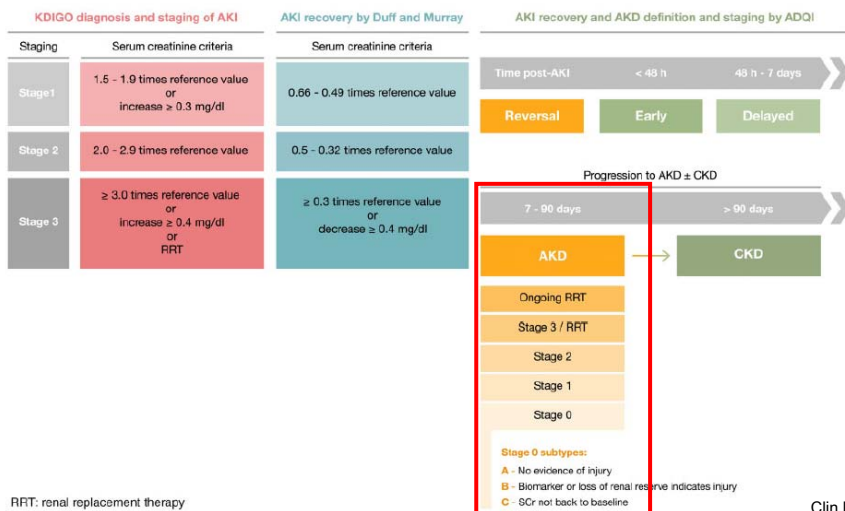 KDIGO diagnosis and staging of AKI
AKI recovery by Duff and Murray
AKI recovery and AKD definition and staging by ADQI
Staging
Serum creatinine criteria
Serum creatinine criteria
Stage1
1.5 - 1.9 times reference value
or
increase ≥ 0.3 mg/dl
0.66 - 0.49 times reference value
Stage 2
2.0 - 2.9 times reference value
0.5 - 0.32 times reference value
Stage 3
≥ 3.0 times reference value
or
increase ≥ 0.4 mg/dl
or
RRT
≥ 0.3 times reference value
or
decrease ≥ 0.4 mg/dl
Time post-AKI
< 48 h
48 h - 7 days
Reversal
Early
Delayed
Progression to AKD ± CKD
7 - 90 days
> 90 days
AKD
CKD
Ongoing RRT
Stage 3 / RRT
Stage 2
Stage 1
Stage 0
Stage 0 subtypes:
A - No evidence of injury
B - Biomarker or loss of renal reserve indicates injury
C - SCr not back to baseline
RRT: renal replacement therapy
Clin